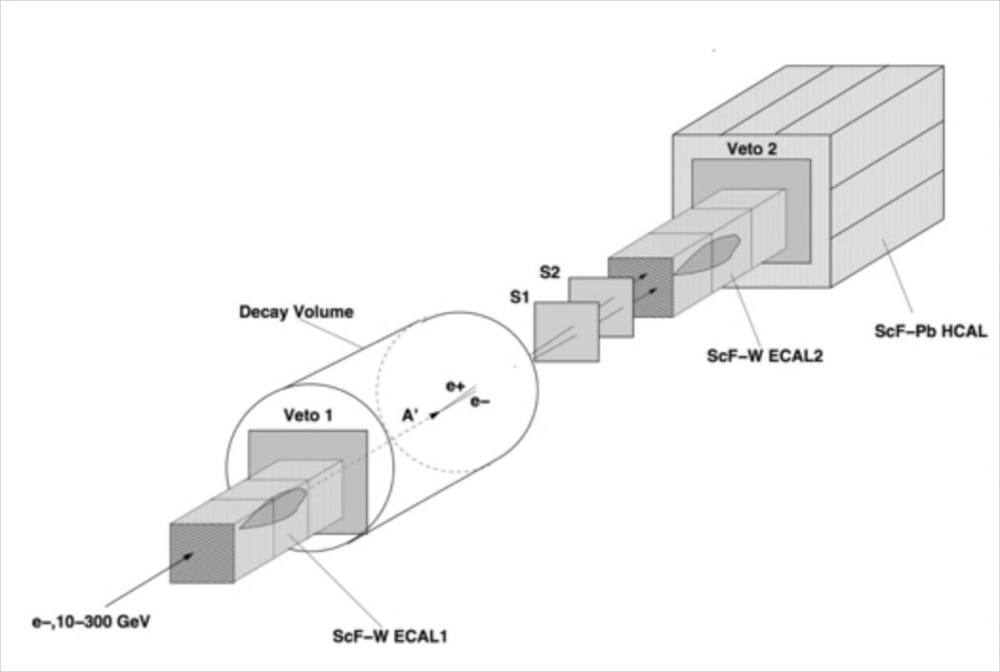 Veto 2
S2
S1
Decay Volume
ScF–Pb HCAL
ScF–W ECAL2
e+
e–
A'
Veto 1
e–,10–300 GeV
ScF–W ECAL1